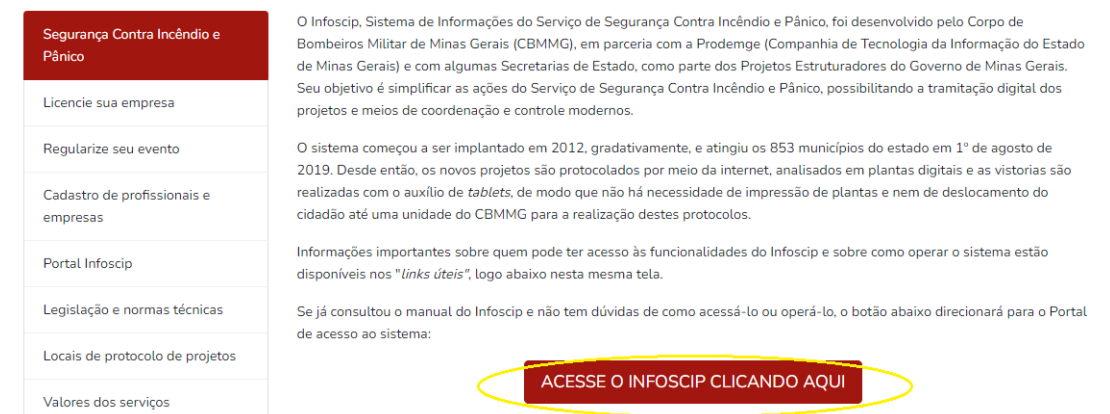 Segurança Contra Incêndio e
Pânico
Licencie sua empresa
Regularize seu evento
Cadastro de profissionais e
empresas
Portal Infoscip
Legislação e normas técnicas
Locais de protocolo de projetos
Valores dos serviços
O Infoscip, Sistema de Informações do Serviço de Segurança Contra Incêndio e Pânico, foi desenvolvido pelo Corpo de
Bombeiros Militar de Minas Gerais (CBMMG), em parceria com a Prodemge (Companhia de Tecnologia da Informação do Estado
de Minas Gerais) e com algumas Secretarias de Estado, como parte dos Projetos Estruturadores do Governo de Minas Gerais.
Seu objetivo é simplificar as ações do Serviço de Segurança Contra Incêndio e Pânico, possibilitando a tramitação digital dos
projetos e meios de coordenação e controle modernos.
O sistema começou a ser implantado em 2012, gradativamente, e atingiu os 853 municípios do estado em 1º de agosto de
2019. Desde então, os novos projetos são protocolados por meio da internet, analisados em plantas digitais e as vistorias são
realizadas com o auxílio de tablets, de modo que não há necessidade de impressão de plantas e nem de deslocamento do
cidadão até uma unidade do CBMMG para a realização destes protocolos.
Informações importantes sobre quem pode ter acesso às funcionalidades do Infoscip e sobre como operar o sistema estão
disponíveis nos "links úteis", logo abaixo nesta mesma tela.
Se já consultou o manual do Infoscip e não tem dúvidas de como acessá-lo ou operá-lo, o botão abaixo direcionará para o Portal
de acesso ao sistema:
ACESSE O INFOSCIP CLICANDO AQUI